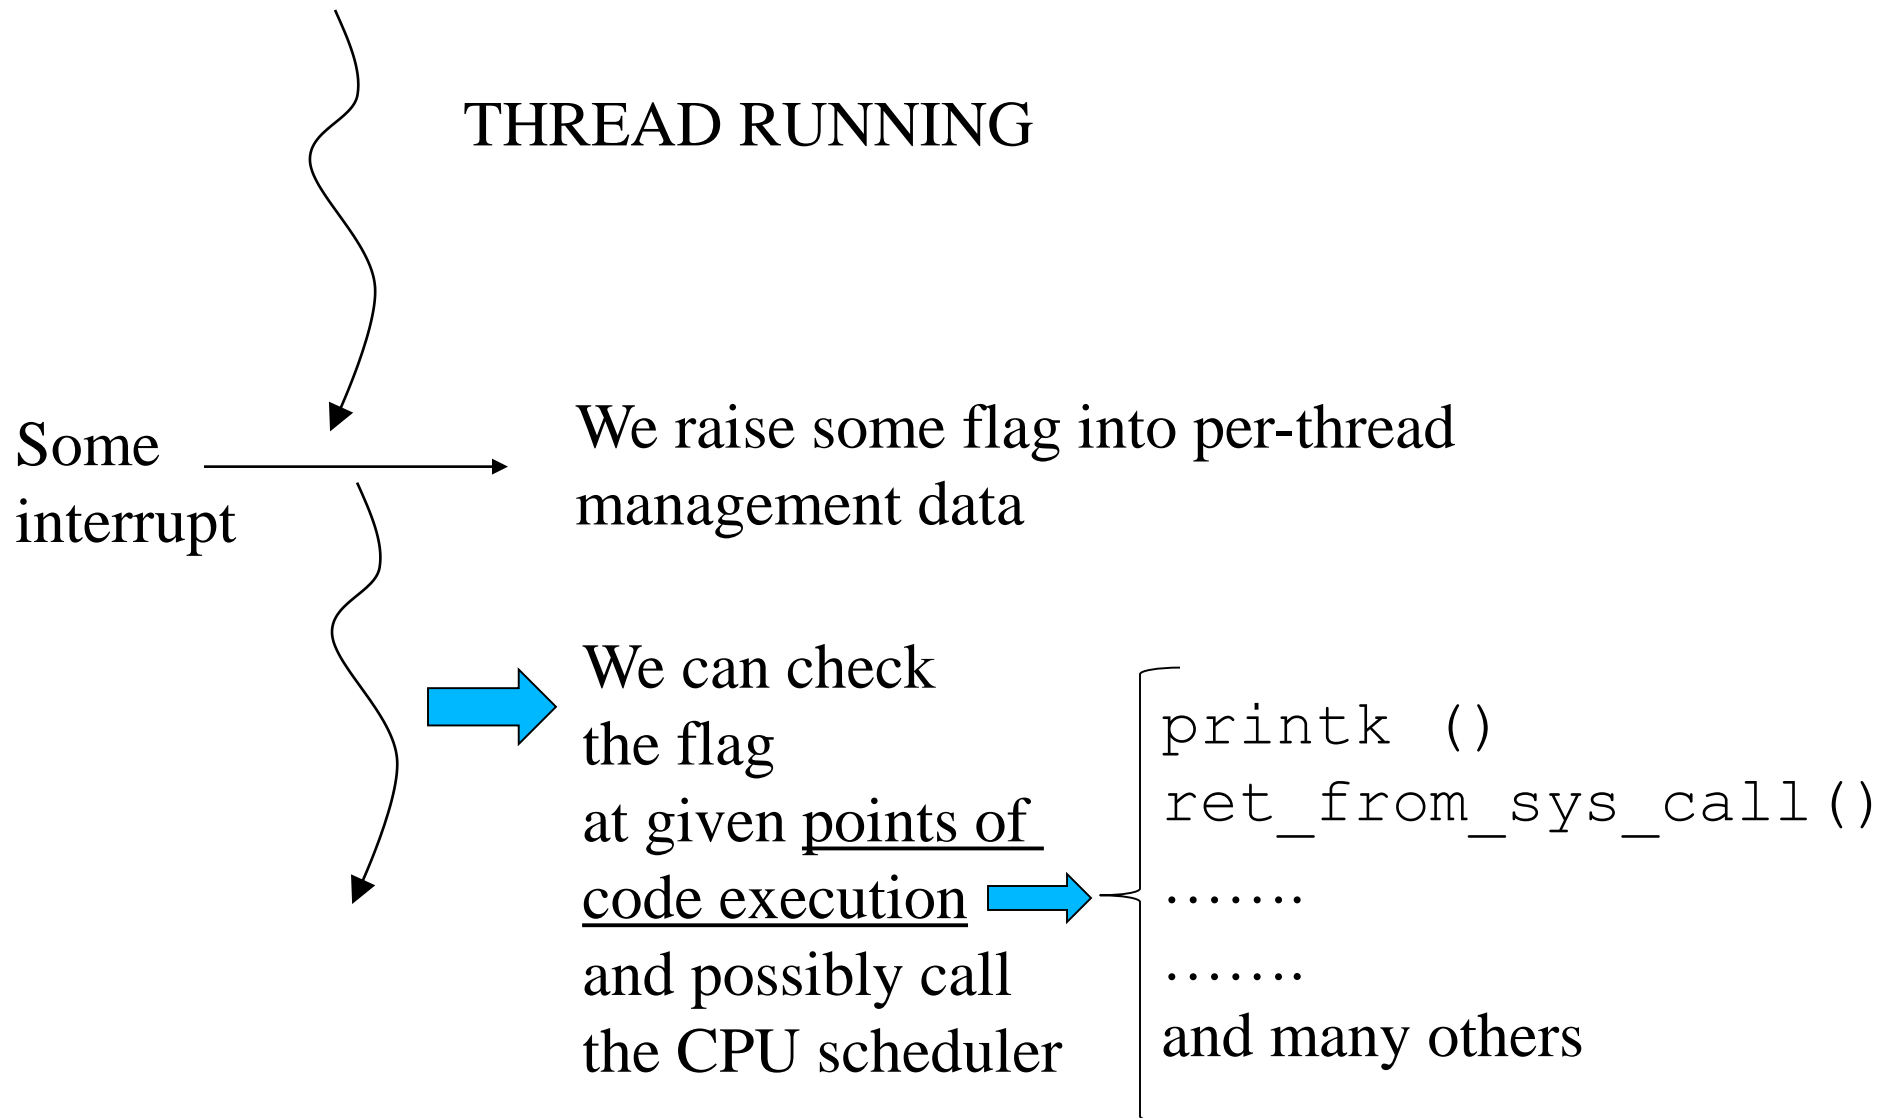 THREAD RUNNING
Some
interrupt
We raise some flag into per-thread
management data
We can check
the flag
at given points of
code execution
and possibly call
the CPU scheduler
printk ()
ret_from_sys_call()
…….
…….
and many others